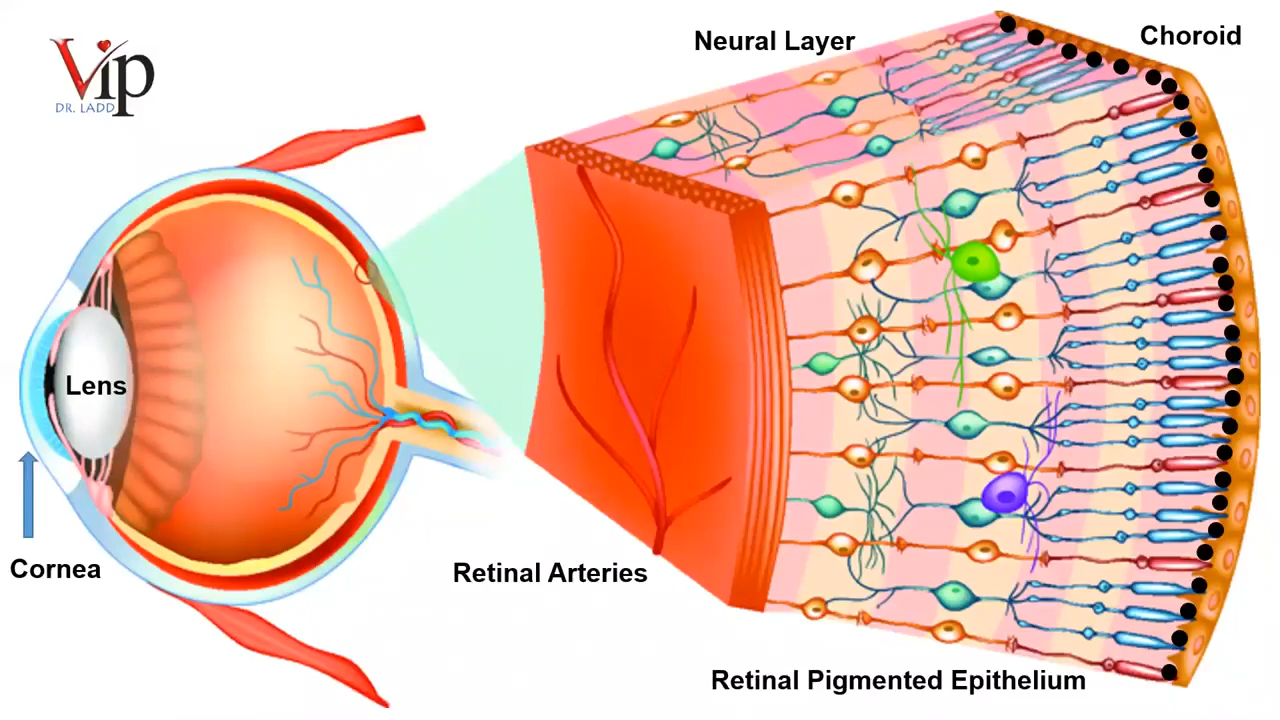 Vip
DR. LADD
Neural Layer
Choroid
Lens
Cornea
Retinal Arteries
Retinal Pigmented Epithelium